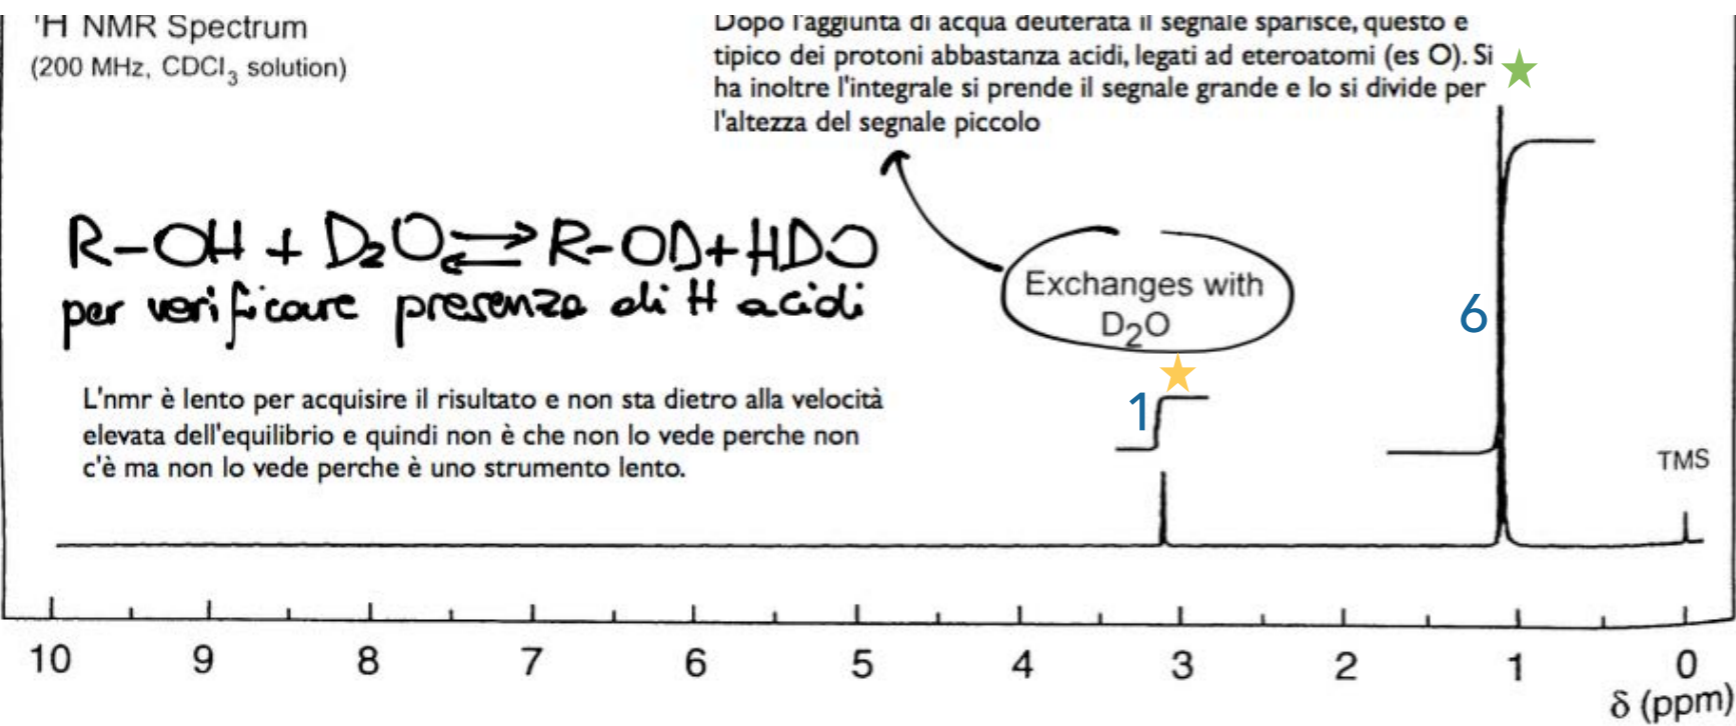 ¹H NMR Spectrum
(200 MHz, CDCl₃ solution)
Dopo l'aggiunta di acqua deuterata il segnale sparisce, questo e
tipico dei protoni abbastanza acidi, legati ad eteroatomi (es O). Si
ha inoltre l'integrale si prende il segnale grande e lo si divide per
l'altezza del segnale piccolo
R-OH + D₂O ⇌ R-OD + HDO
per verificare presenza di H acidi
Exchanges with
D₂O
L'nmr è lento per acquisire il risultato e non sta dietro alla velocità
elevata dell'equilibrio e quindi non è che non lo vede perche non
c'è ma non lo vede perche è uno strumento lento.
1
6
TMS
10 9 8 7 6 5 4 3 2 1 0
δ (ppm)